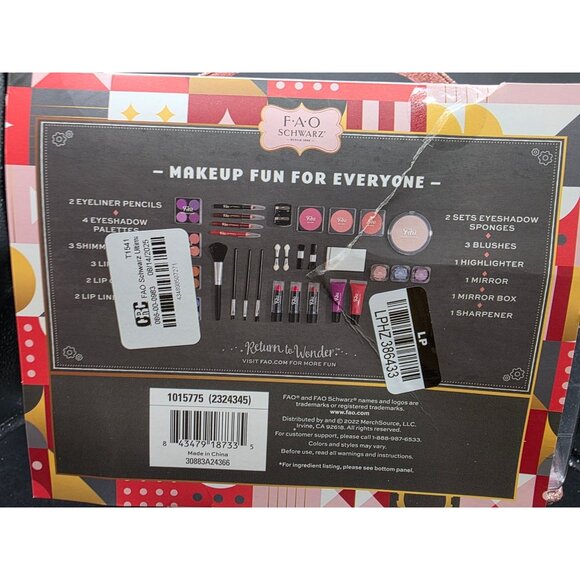 F·A·O
SCHWARZ
– MAKEUP FUN FOR EVERYONE –
2 EYELINER PENCILS
4 EYESHADOW
PALETTES
3 SHIMM
3 LI
2 LIP
2 LIP LIN
2 SETS EYESHADOW
SPONGES
3 BLUSHES
1 HIGHLIGHTER
1 MIRROR
1 MIRROR BOX
1 SHARPENER
T1541
FAO Schwarz Ultimate
08/14/2025
LP
LPHZ386433
Return to Wonder
VISIT FAO.COM FOR MORE FUN
1015775 (2324345)
8 43479 18733 5
Made in China
30883A24366
FAO® and FAO Schwarz® names and logos are
trademarks or registered trademarks.
www.fao.com
Distributed by and © 2022 MerchSource, LLC.
Irvine, CA 92618. All rights reserved.
For customer support, please call 1-888-987-6533.
Colors and styles may vary.
Before use, read all warnings and instructions.
*For ingredient listing, please see bottom panel.